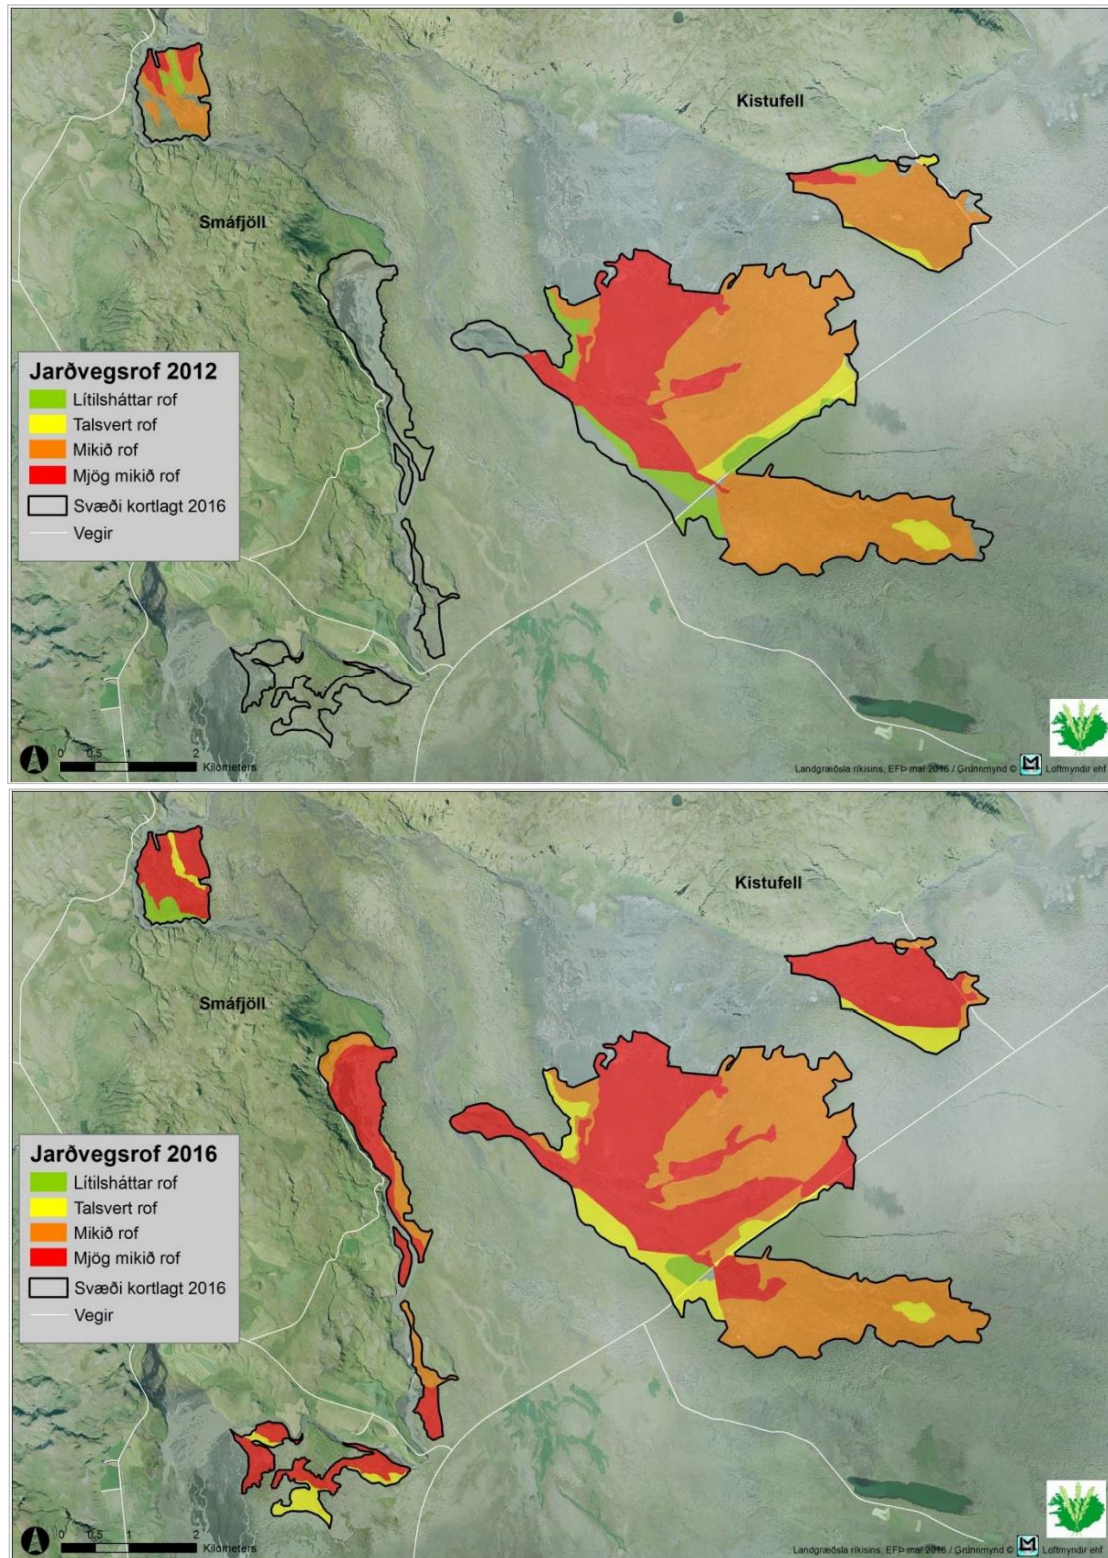 Kistufell
Smáfjöll
Jarðvegsrof 2012
Lítilsháttar rof
Talsvert rof
Mikið rof
Mjög mikið rof
Svæði kortlagt 2016
Vegir
0 0,5 1 2
Kilometers
Landgræðsla ríkisins, EFÞ maí 2016 / Grunnmynd © Loftmyndir ehf
Kistufell
Smáfjöll
Jarðvegsrof 2016
Lítilsháttar rof
Talsvert rof
Mikið rof
Mjög mikið rof
Svæði kortlagt 2016
Vegir
0 0,5 1 2
Kilometers
Landgræðsla ríkisins, EFÞ maí 2016 / Grunnmynd © Loftmyndir ehf